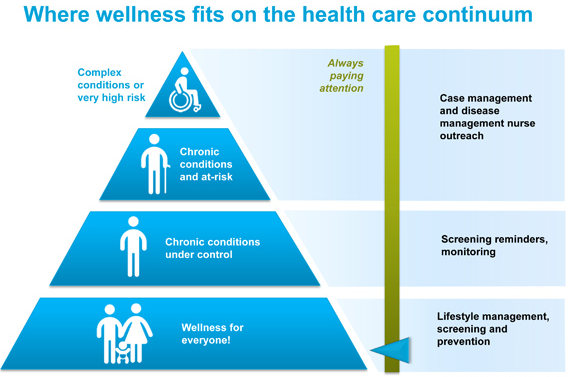 Where wellness fits on the health care continuum
Complex
conditions or
very high risk
Always
paying
attention
Case management
and disease
management nurse
outreach
Chronic
conditions
and at-risk
Chronic conditions
under control
Screening reminders,
monitoring
Wellness for
everyone!
Lifestyle management,
screening and
prevention